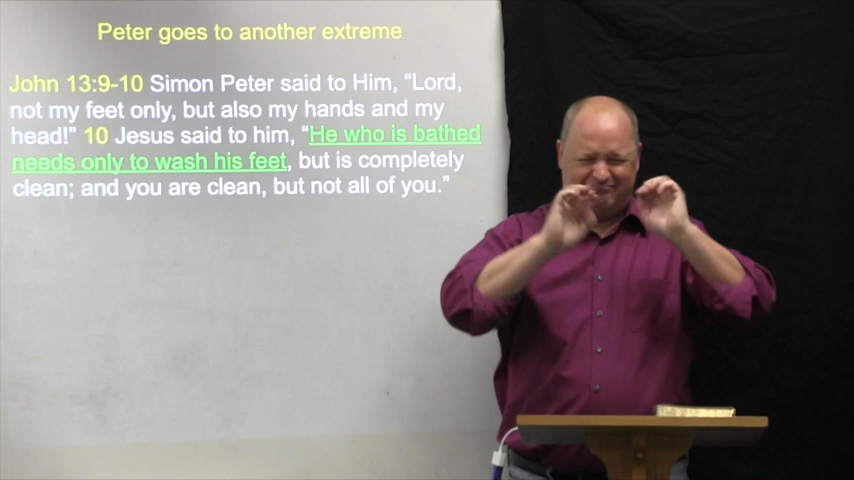 Peter goes to another extreme
John 13:9-10 Simon Peter said to Him, “Lord,
not my feet only, but also my hands and my
head!” 10 Jesus said to him, “He who is bathed
needs only to wash his feet, but is completely
clean; and you are clean, but not all of you.”